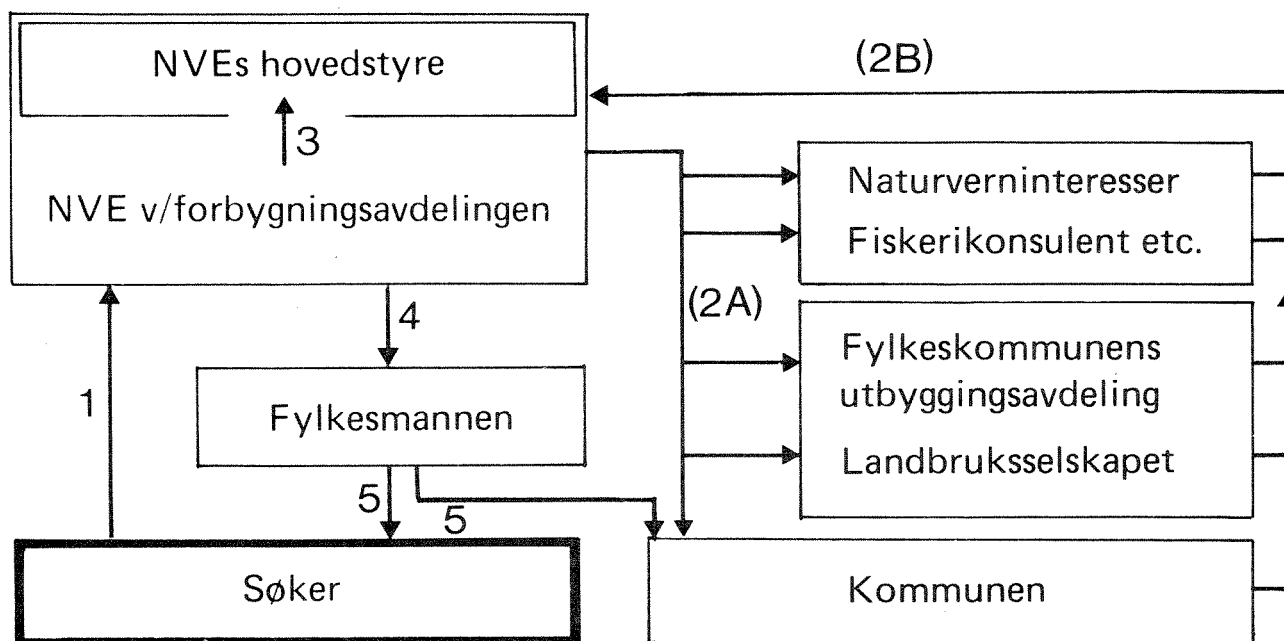 NVEs hovedstyre
3
NVE v/forbygningsavdelingen
(2B)
Naturverninteresser
Fiskerikonsulent etc.
(2A)
4
1
Fylkesmannen
Fylkeskommunens
utbyggingsavdeling
Landbruksselskapet
5
5
Søker
Kommunen